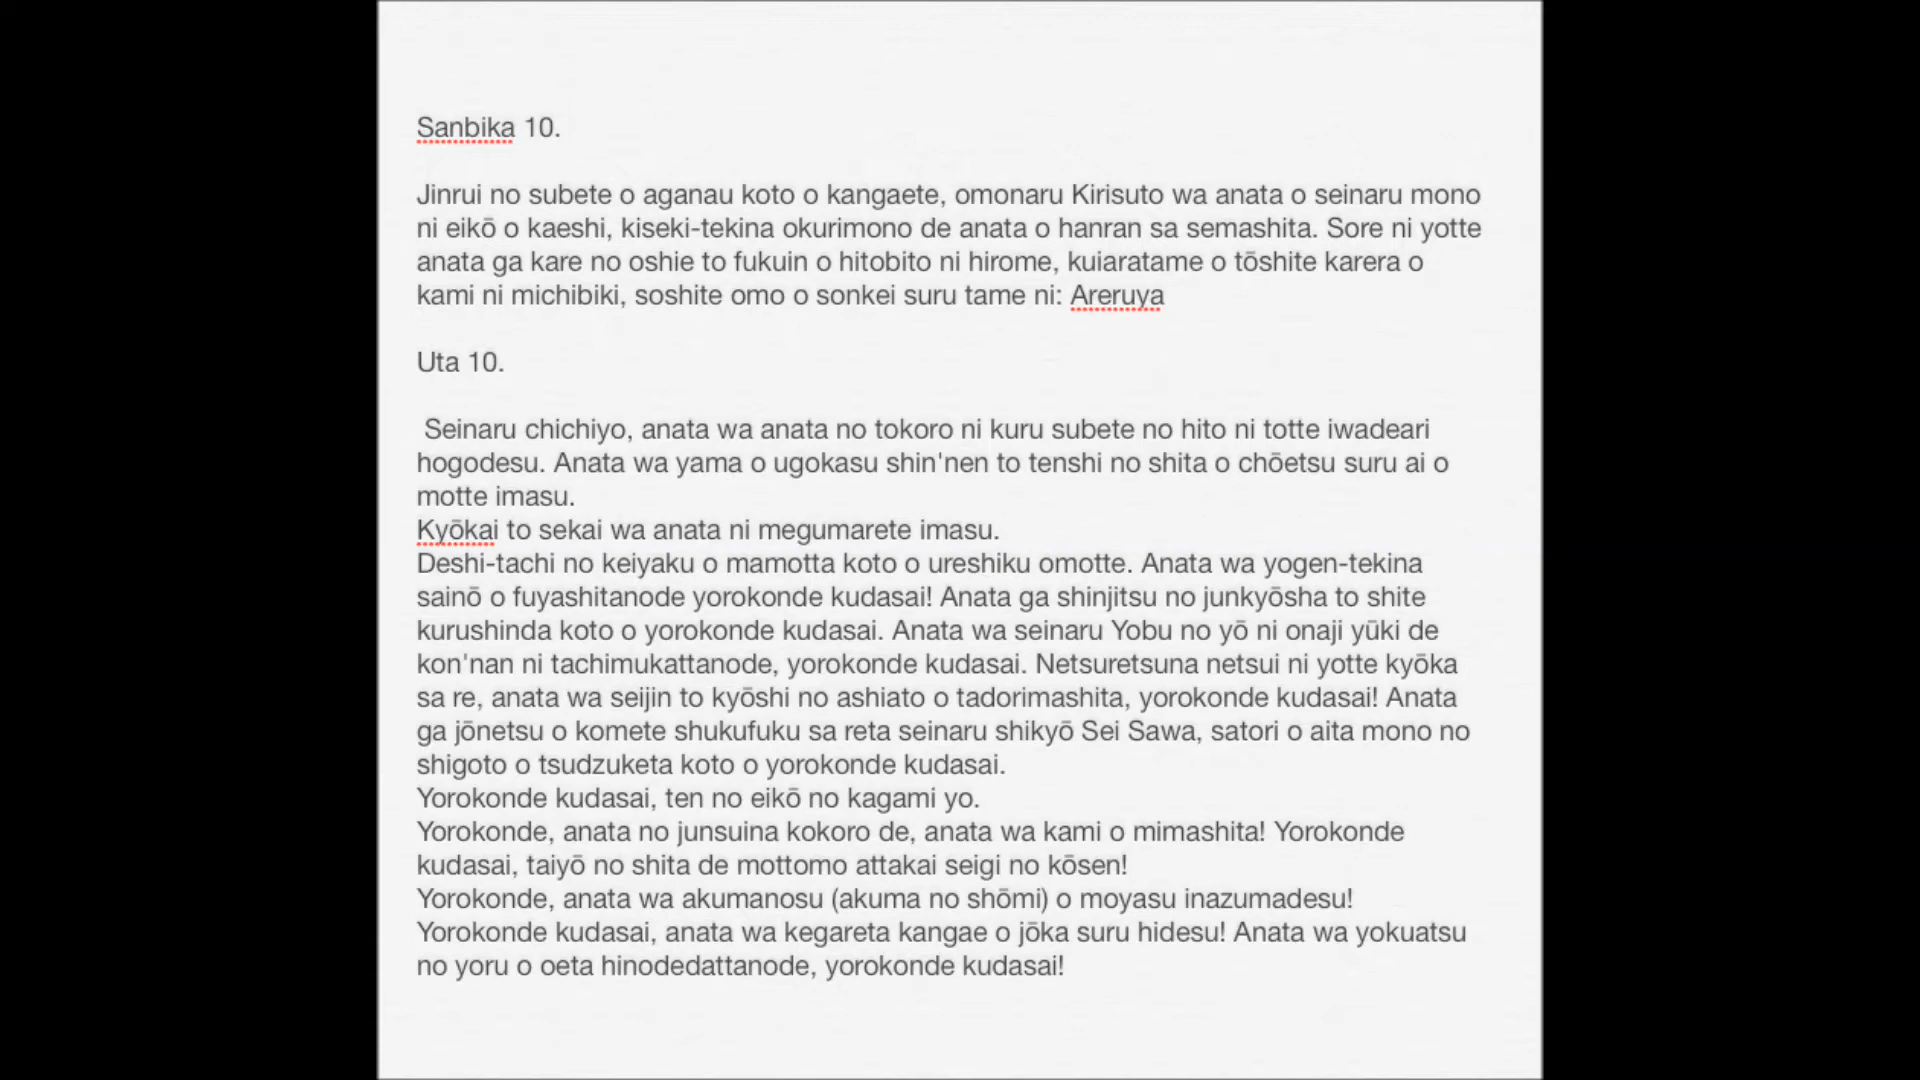 Sanbika 10.
Jinrui no subete o aganau koto o kangaete, omonaru Kirisuto wa anata o seinaru mono
ni eikō o kaeshi, kiseki-tekina okurimono de anata o hanran sa semashita. Sore ni yotte
anata ga kare no oshie to fukuin o hitobito ni hirome, kuiaratame o tōshite karera o
kami ni michibiki, soshite omo o sonkei suru tame ni: Areruya
Uta 10.
Seinaru chichiyo, anata wa anata no tokoro ni kuru subete no hito ni totte iwadeari
hogodesu. Anata wa yama o ugokasu shin'nen to tenshi no shita o chōetsu suru ai o
motte imasu.
Kyōkai to sekai wa anata ni megumarete imasu.
Deshi-tachi no keiyaku o mamotta koto o ureshiku omotte. Anata wa yogen-tekina
sainō o fuyashitanode yorokonde kudasai! Anata ga shinjitsu no junkyōsha to shite
kurushinda koto o yorokonde kudasai. Anata wa seinaru Yobu no yō ni onaji yūki de
kon'nan ni tachimukattanode, yorokonde kudasai. Netsuretsuna netsui ni yotte kyōka
sa re, anata wa seijin to kyōshi no ashiato o tadorimashita, yorokonde kudasai! Anata
ga jōnetsu o komete shukufuku sa reta seinaru shikyō Sei Sawa, satori o aita mono no
shigoto o tsudzuketa koto o yorokonde kudasai.
Yorokonde kudasai, ten no eikō no kagami yo.
Yorokonde, anata no junsuina kokoro de, anata wa kami o mimashita! Yorokonde
kudasai, taiyō no shita de mottomo attakai seigi no kōsen!
Yorokonde, anata wa akumanosu (akuma no shōmi) o moyasu inazumadesu!
Yorokonde kudasai, anata wa kegareta kangae o jōka suru hidesu! Anata wa yokuatsu
no yoru o oeta hinodedattanode, yorokonde kudasai!